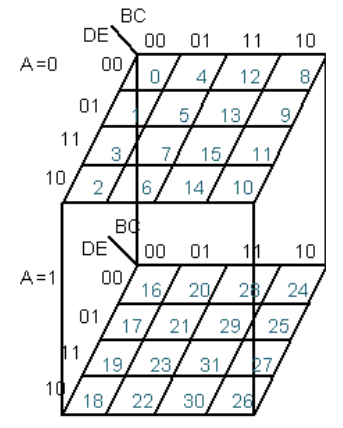 BC
DE 00 01 11 10
A=0 00 0 4 12 8
01 1 5 13 9
11 3 7 15 11
10 2 6 14 10
BC
DE 00 01 11 10
A=1 00 16 20 28 24
01 17 21 29 25
11 19 23 31 27
10 18 22 30 26